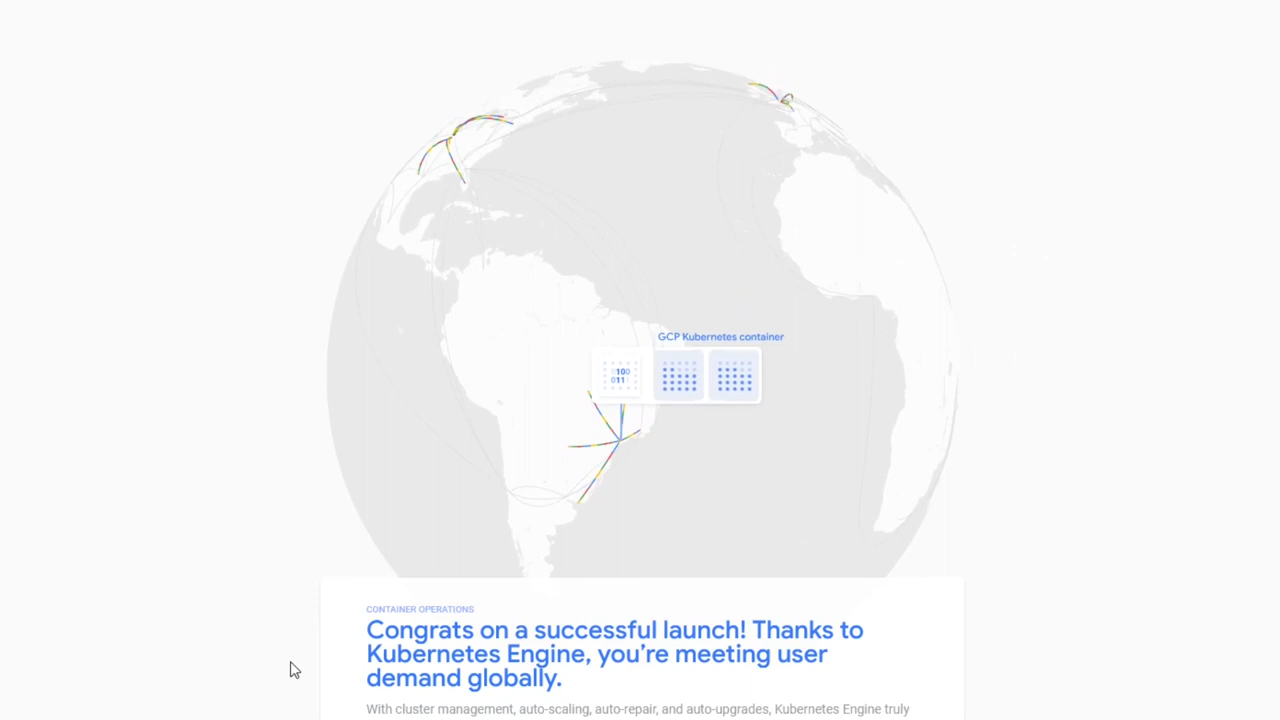 GCP Kubernetes container
100
011
CONTAINER OPERATIONS
Congrats on a successful launch! Thanks to
Kubernetes Engine, you’re meeting user
demand globally.
With cluster management, auto-scaling, auto-repair, and auto-upgrades, Kubernetes Engine truly